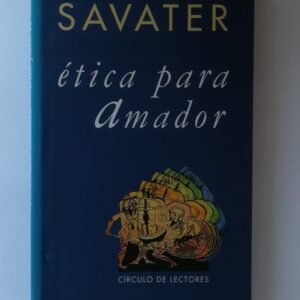 SAVATER
ética para
amador
CÍRCULO DE LECTORES